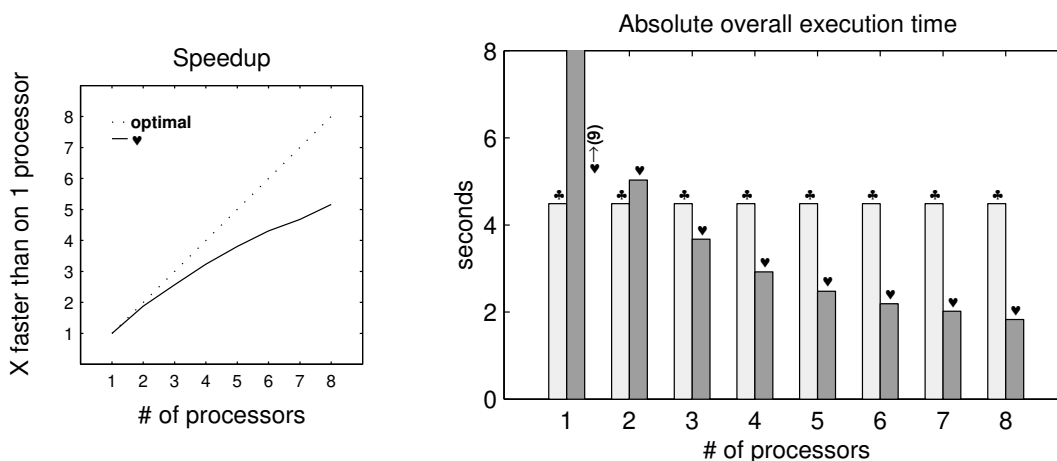 Speedup
X faster than on 1 processor
8
7
6
5
4
3
2
1
optimal
♥
1 2 3 4 5 6 7 8
# of processors
Absolute overall execution time
seconds
8
6
4
2
0
♣ ♣ ♣ ♣ ♣ ♣ ♣ ♣
♥→(9)
♥ ♥ ♥ ♥ ♥ ♥ ♥
1 2 3 4 5 6 7 8
# of processors